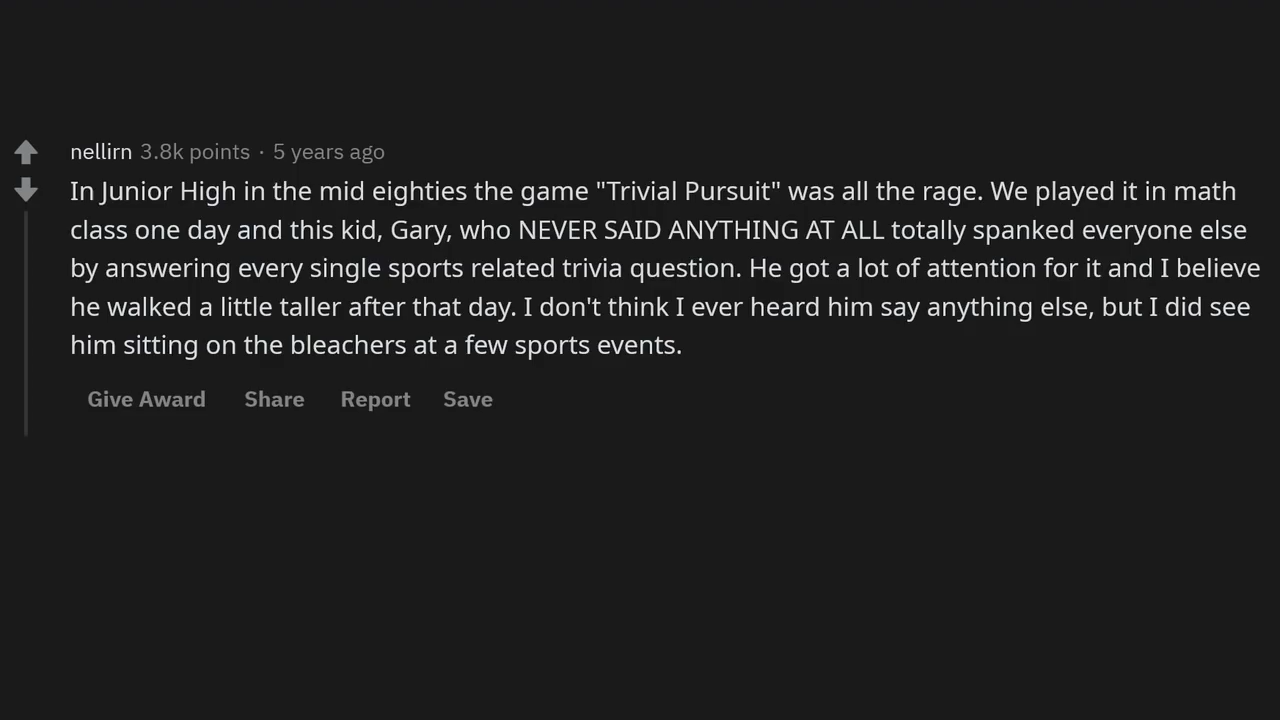 nellirn 3.8k points · 5 years ago
In Junior High in the mid eighties the game "Trivial Pursuit" was all the rage. We played it in math
class one day and this kid, Gary, who NEVER SAID ANYTHING AT ALL totally spanked everyone else
by answering every single sports related trivia question. He got a lot of attention for it and I believe
he walked a little taller after that day. I don't think I ever heard him say anything else, but I did see
him sitting on the bleachers at a few sports events.
Give Award Share Report Save